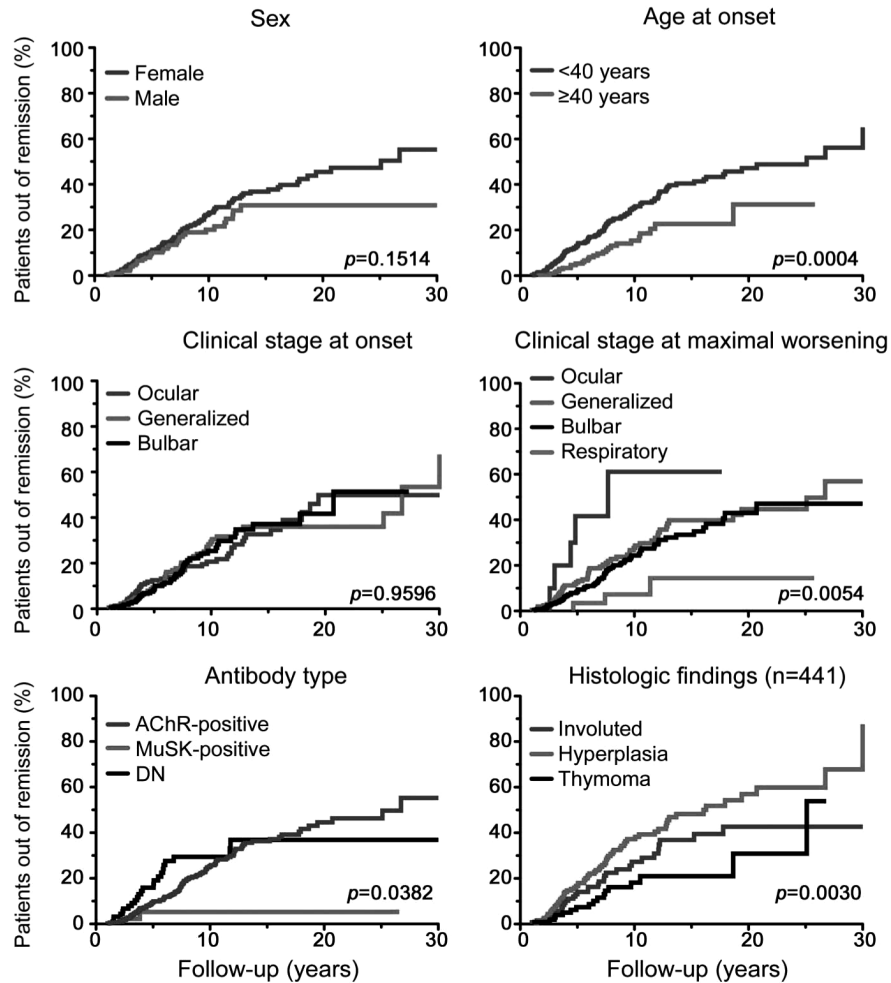 Sex
Patients out of remission (%)
100
80
60
40
20
0
Female
Male
p=0.1514
0 10 20 30
Age at onset
100
80
60
40
20
0
<40 years
≥40 years
p=0.0004
0 10 20 30
Clinical stage at onset
Patients out of remission (%)
100
80
60
40
20
0
Ocular
Generalized
Bulbar
p=0.9596
0 10 20 30
Clinical stage at maximal worsening
100
80
60
40
20
0
Ocular
Generalized
Bulbar
Respiratory
p=0.0054
0 10 20 30
Antibody type
Patients out of remission (%)
100
80
60
40
20
0
AChR-positive
MuSK-positive
DN
p=0.0382
0 10 20 30
Follow-up (years)
Histologic findings (n=441)
100
80
60
40
20
0
Involuted
Hyperplasia
Thymoma
p=0.0030
0 10 20 30
Follow-up (years)